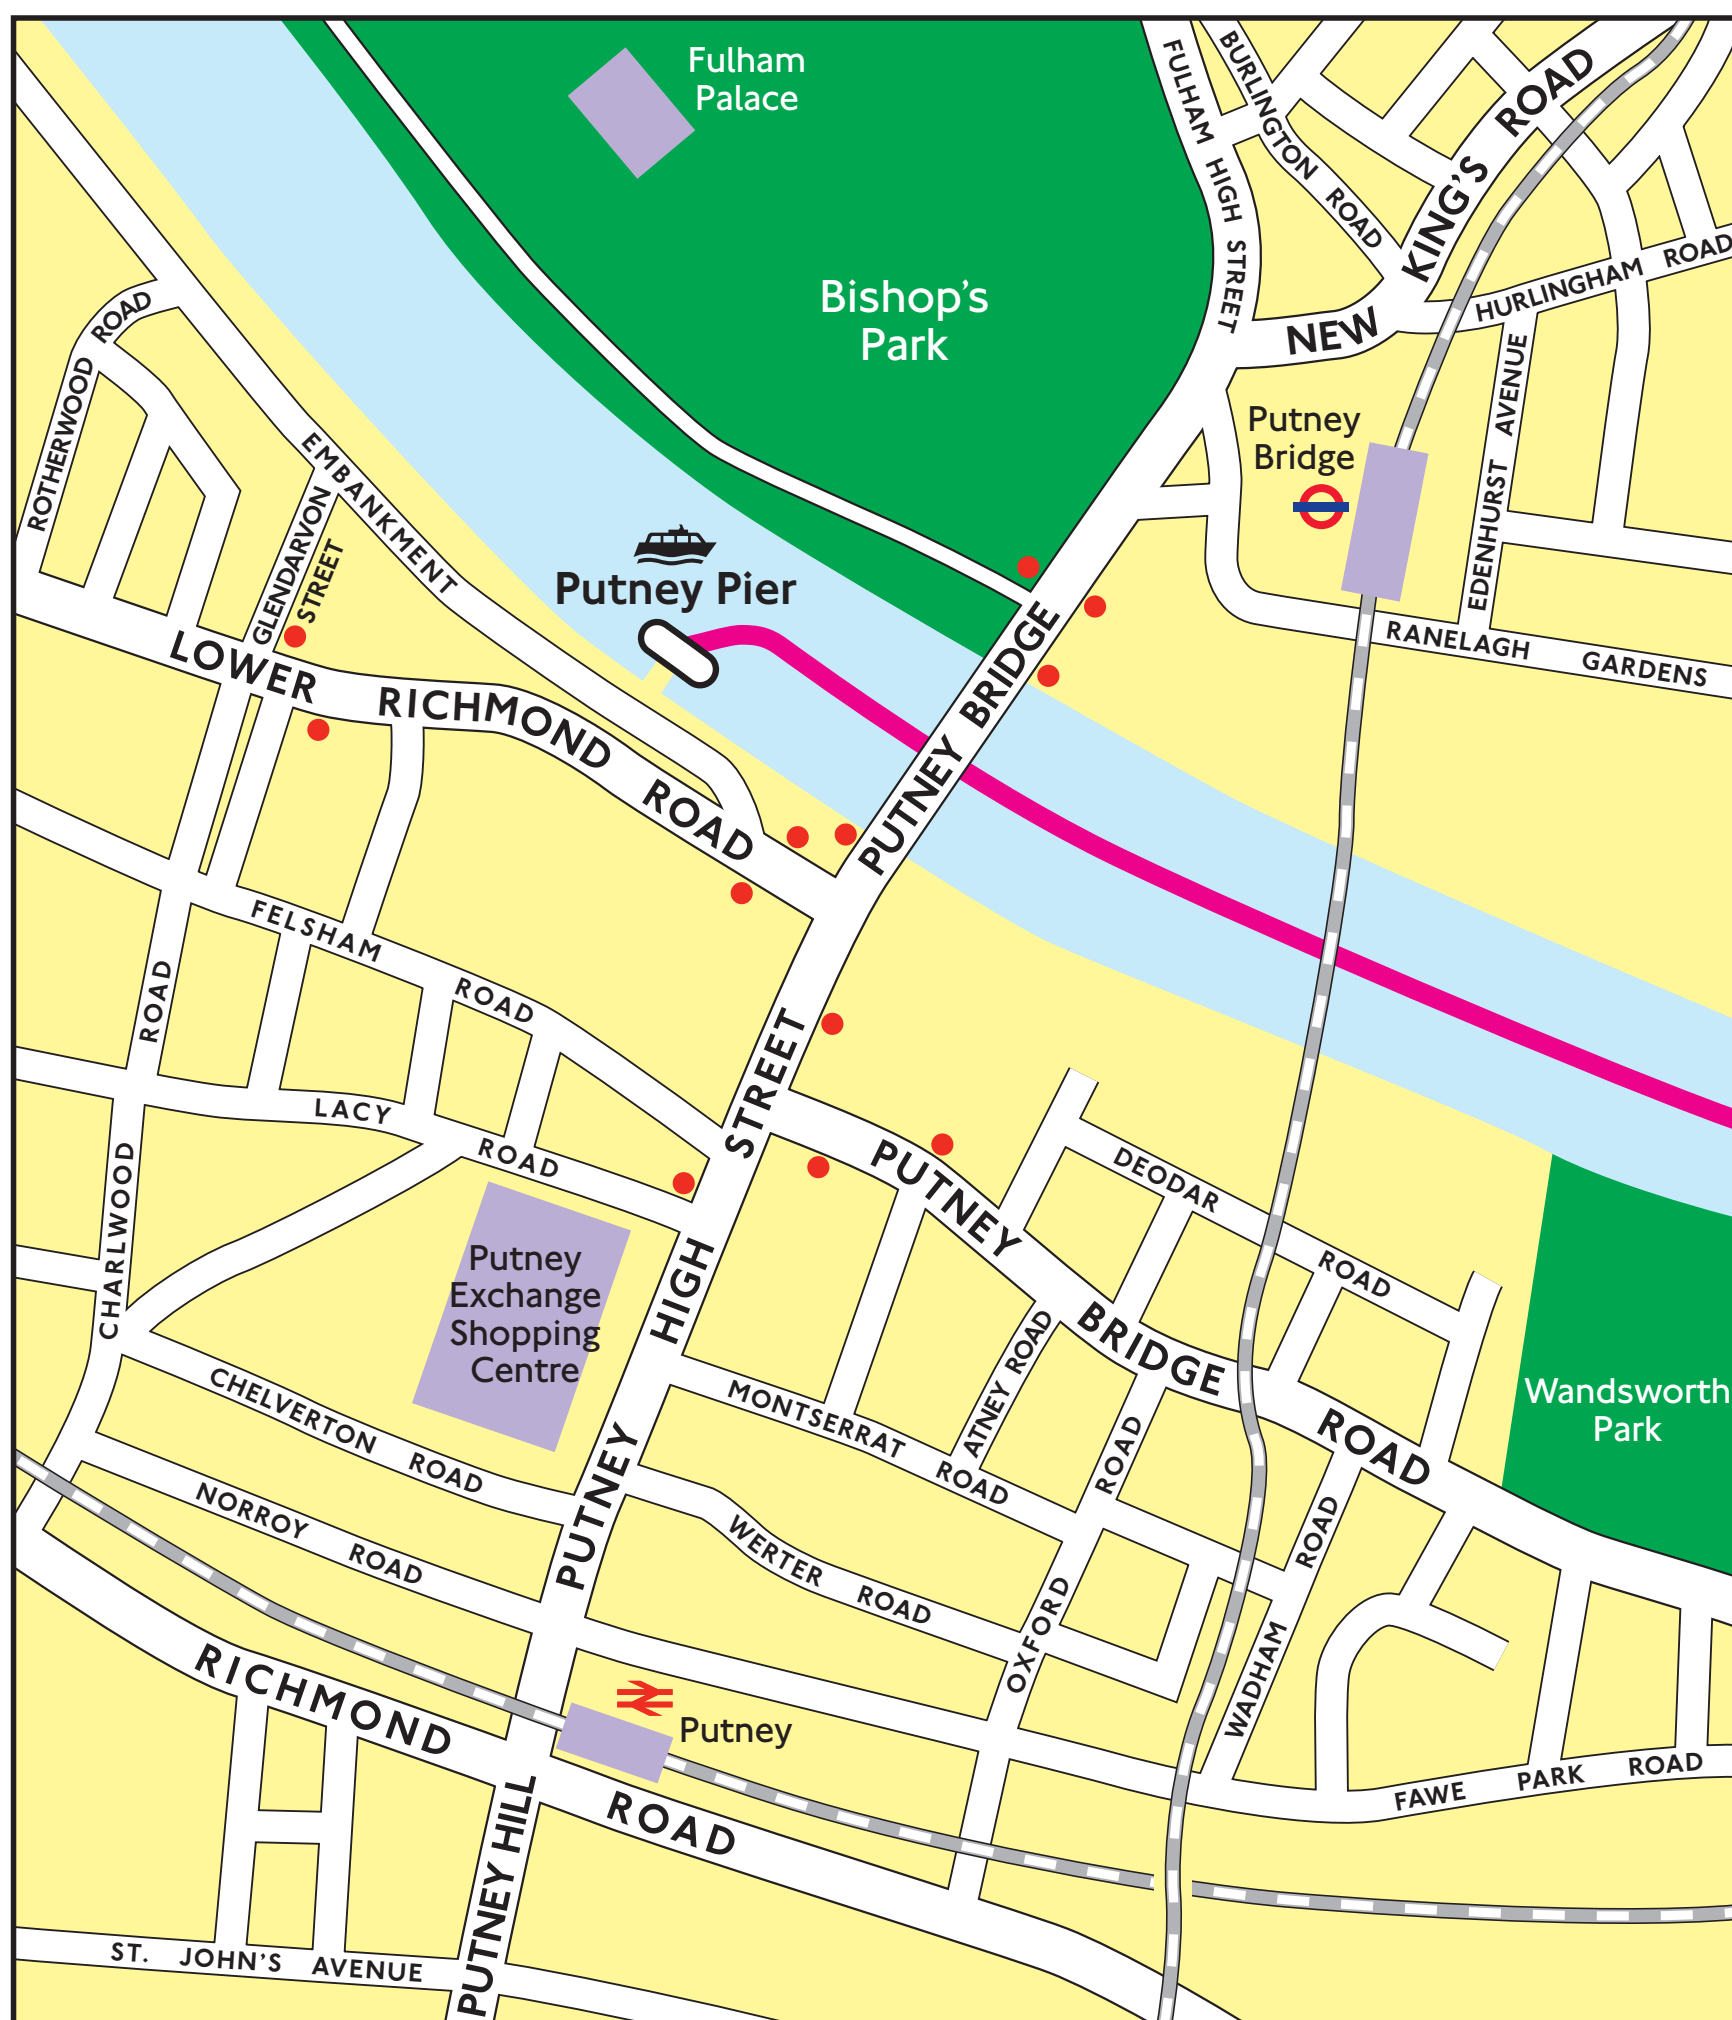 Fulham
Palace
FULHAM HIGH STREET
BURLINGTON ROAD
NEW KING'S ROAD
HURLINGHAM ROAD
Bishop's
Park
ROTHERWOOD ROAD
EMBANKMENT
GLENDARVON
STREET
Putney
Bridge
EDENHURST AVENUE
Putney Pier
RANELAGH GARDENS
LOWER RICHMOND ROAD
PUTNEY BRIDGE
FELSHAM ROAD
CHARLWOOD ROAD
LACY ROAD
PUTNEY HIGH STREET
PUTNEY BRIDGE ROAD
DEODAR ROAD
Putney
Exchange
Shopping
Centre
ATNEY ROAD
MONTSERRAT ROAD
Wandsworth
Park
CHELVERTON ROAD
NORROY ROAD
WERTER ROAD
OXFORD ROAD
WADHAM ROAD
RICHMOND ROAD
Putney
FAWE PARK ROAD
PUTNEY HILL
ST. JOHN'S AVENUE